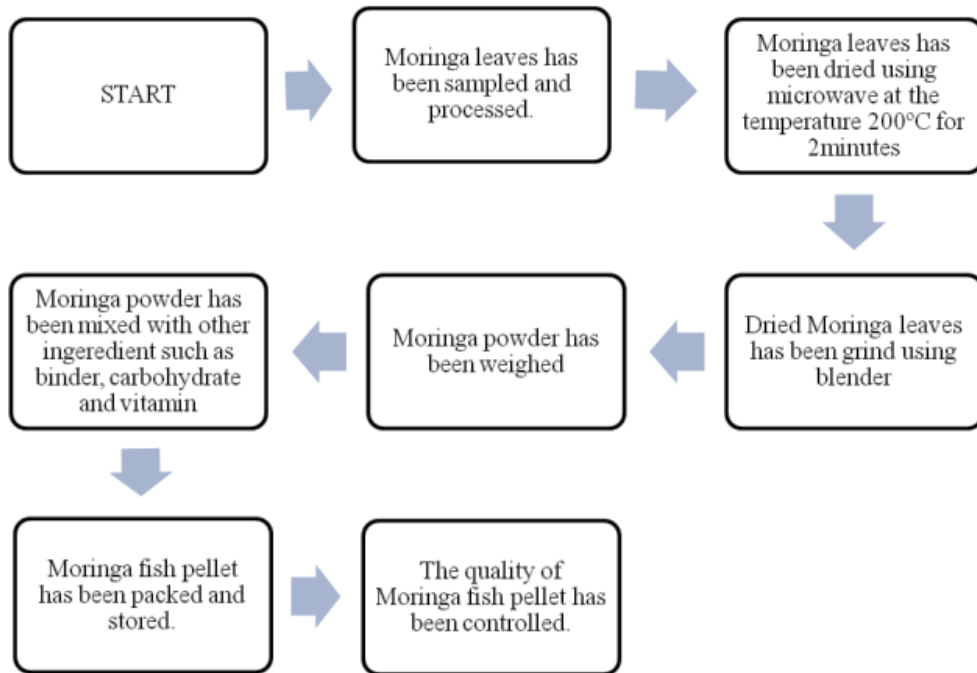 START
Moringa leaves has
been sampled and
processed.
Moringa leaves has
been dried using
microwave at the
temperature 200°C for
2minutes
Dried Moringa leaves
has been grind using
blender
Moringa powder has
been weighed
Moringa powder has
been mixed with other
ingeredient such as
binder, carbohydrate
and vitamin
Moringa fish pellet
has been packed and
stored.
The quality of
Moringa fish pellet has
been controlled.